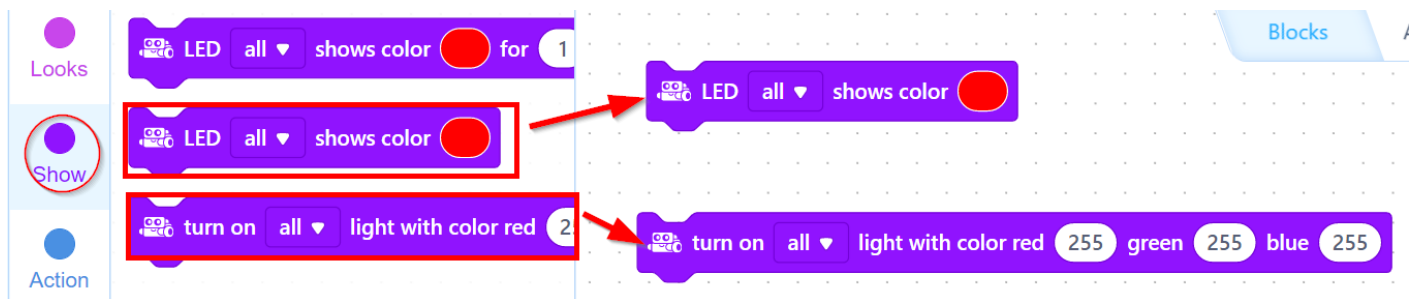 Looks
Show
Action
LED all ▼ shows color for 1
LED all ▼ shows color
turn on all ▼ light with color red
Blocks
LED all ▼ shows color
turn on all ▼ light with color red 255 green 255 blue 255